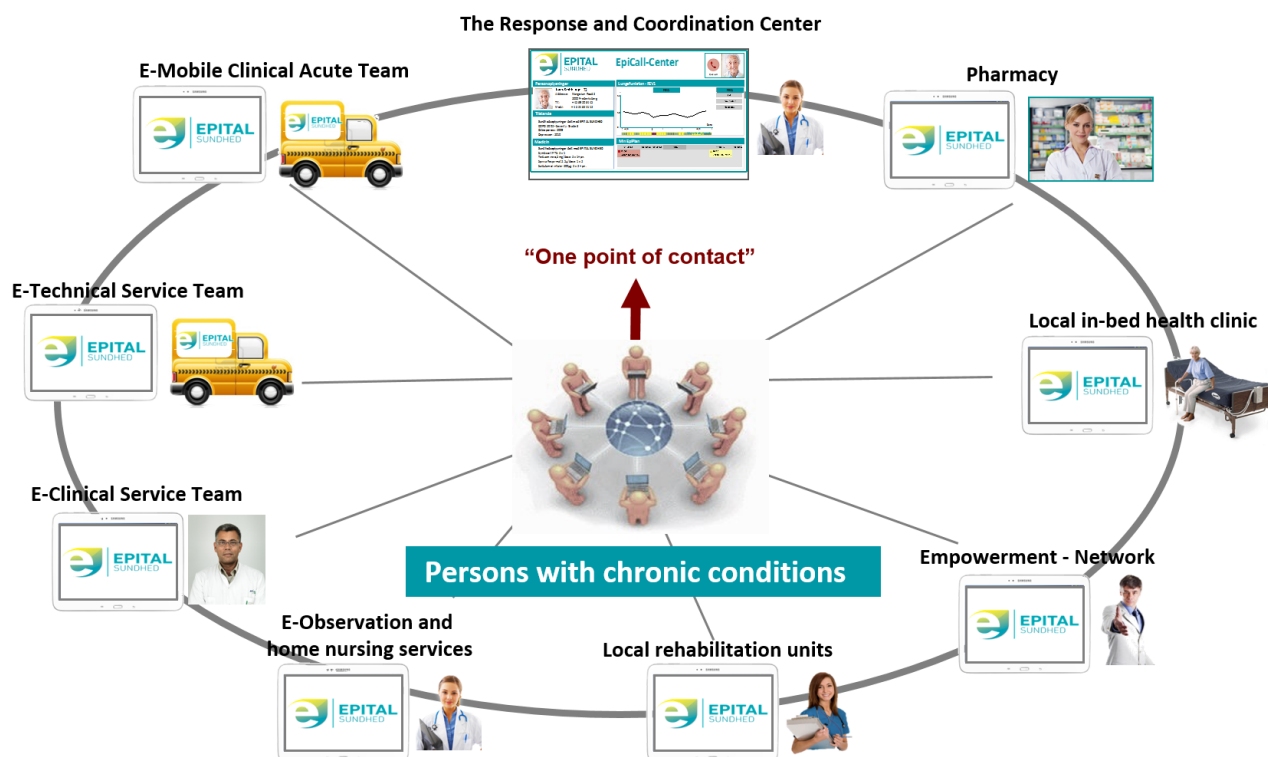 The Response and Coordination Center
E-Mobile Clinical Acute Team
EPITAL
SUNDHED
EpiCall-Center
Pharmacy
EPITAL
SUNDHED
EPITAL
SUNDHED
EPITAL
SUNDHED
"One point of contact"
E-Technical Service Team
EPITAL
SUNDHED
EPITAL
SUNDHED
Local in-bed health clinic
EPITAL
SUNDHED
E-Clinical Service Team
EPITAL
SUNDHED
Persons with chronic conditions
Empowerment - Network
EPITAL
SUNDHED
E-Observation and
home nursing services
EPITAL
SUNDHED
Local rehabilitation units
EPITAL
SUNDHED